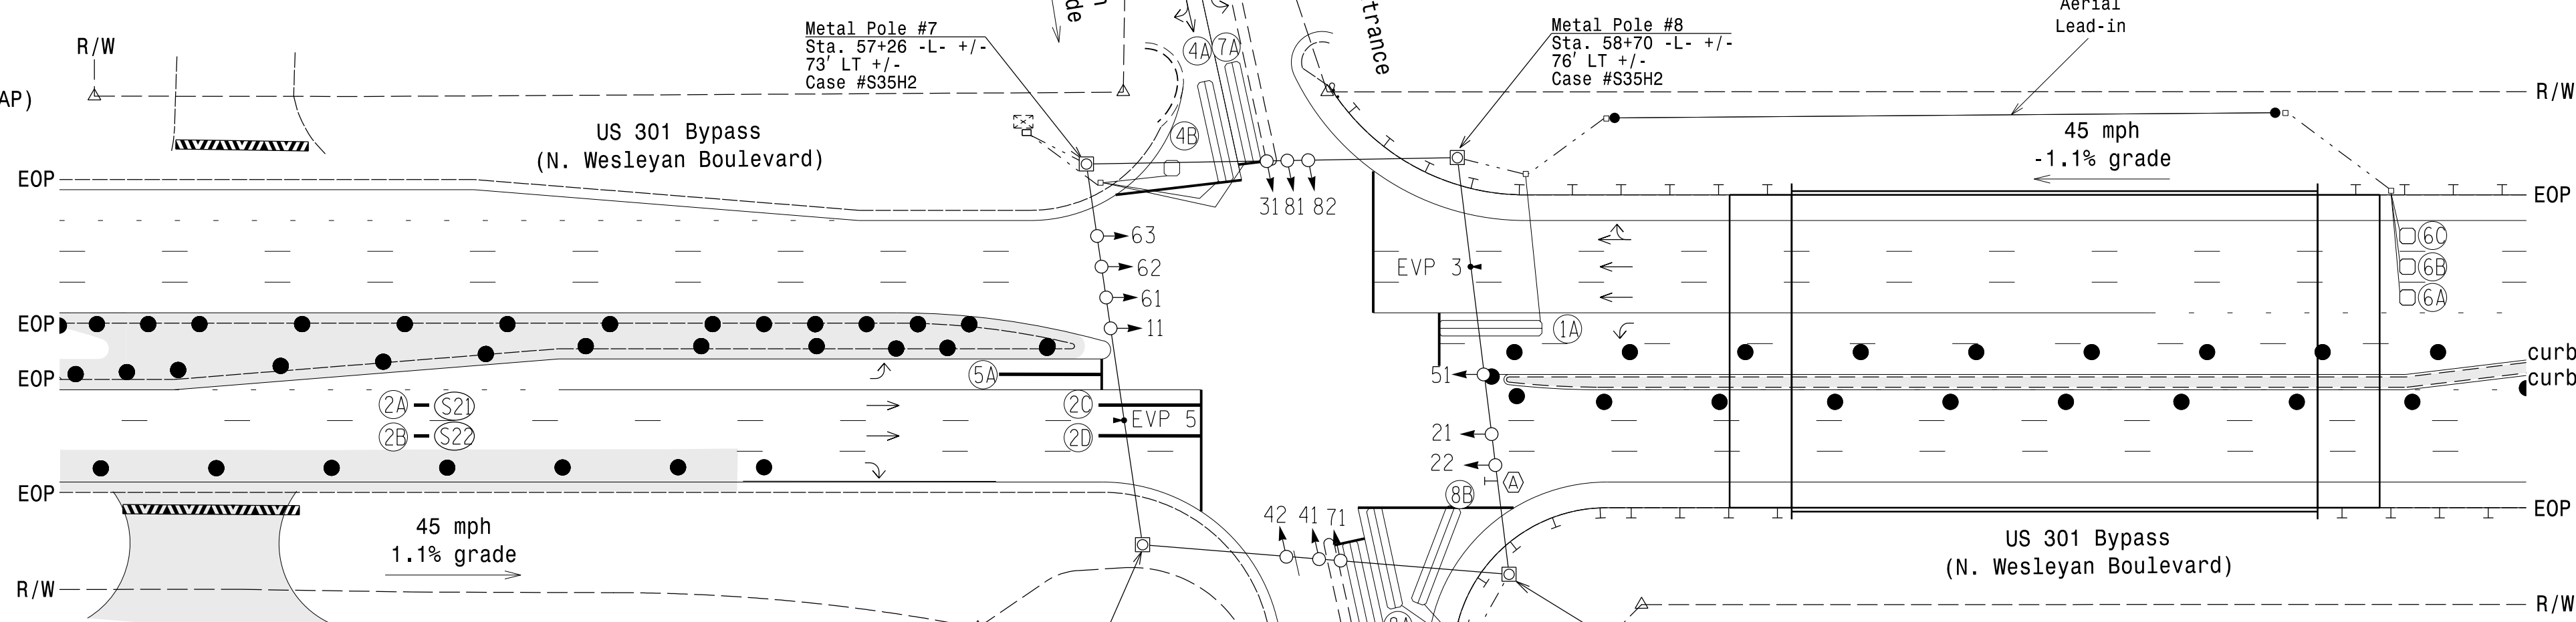 Metal Pole #7
Sta. 57+26 -L- +/-
73' LT +/-
Case #S35H2
Metal Pole #8
Sta. 58+70 -L- +/-
76' LT +/-
Case #S35H2
Aerial
Lead-in
R/W
AP)
de
trance
4A
7A
4B
R/W
US 301 Bypass
(N. Wesleyan Boulevard)
45 mph
-1.1% grade
EOP
EOP
31 81 82
63
62
61
11
EVP 3
6C
6B
6A
EOP
1A
curb
curb
EOP
5A
51
2A
S21
2B
S22
2C
2D
EVP 5
21
22
A
8B
EOP
EOP
42 41 71
45 mph
1.1% grade
US 301 Bypass
(N. Wesleyan Boulevard)
R/W
R/W